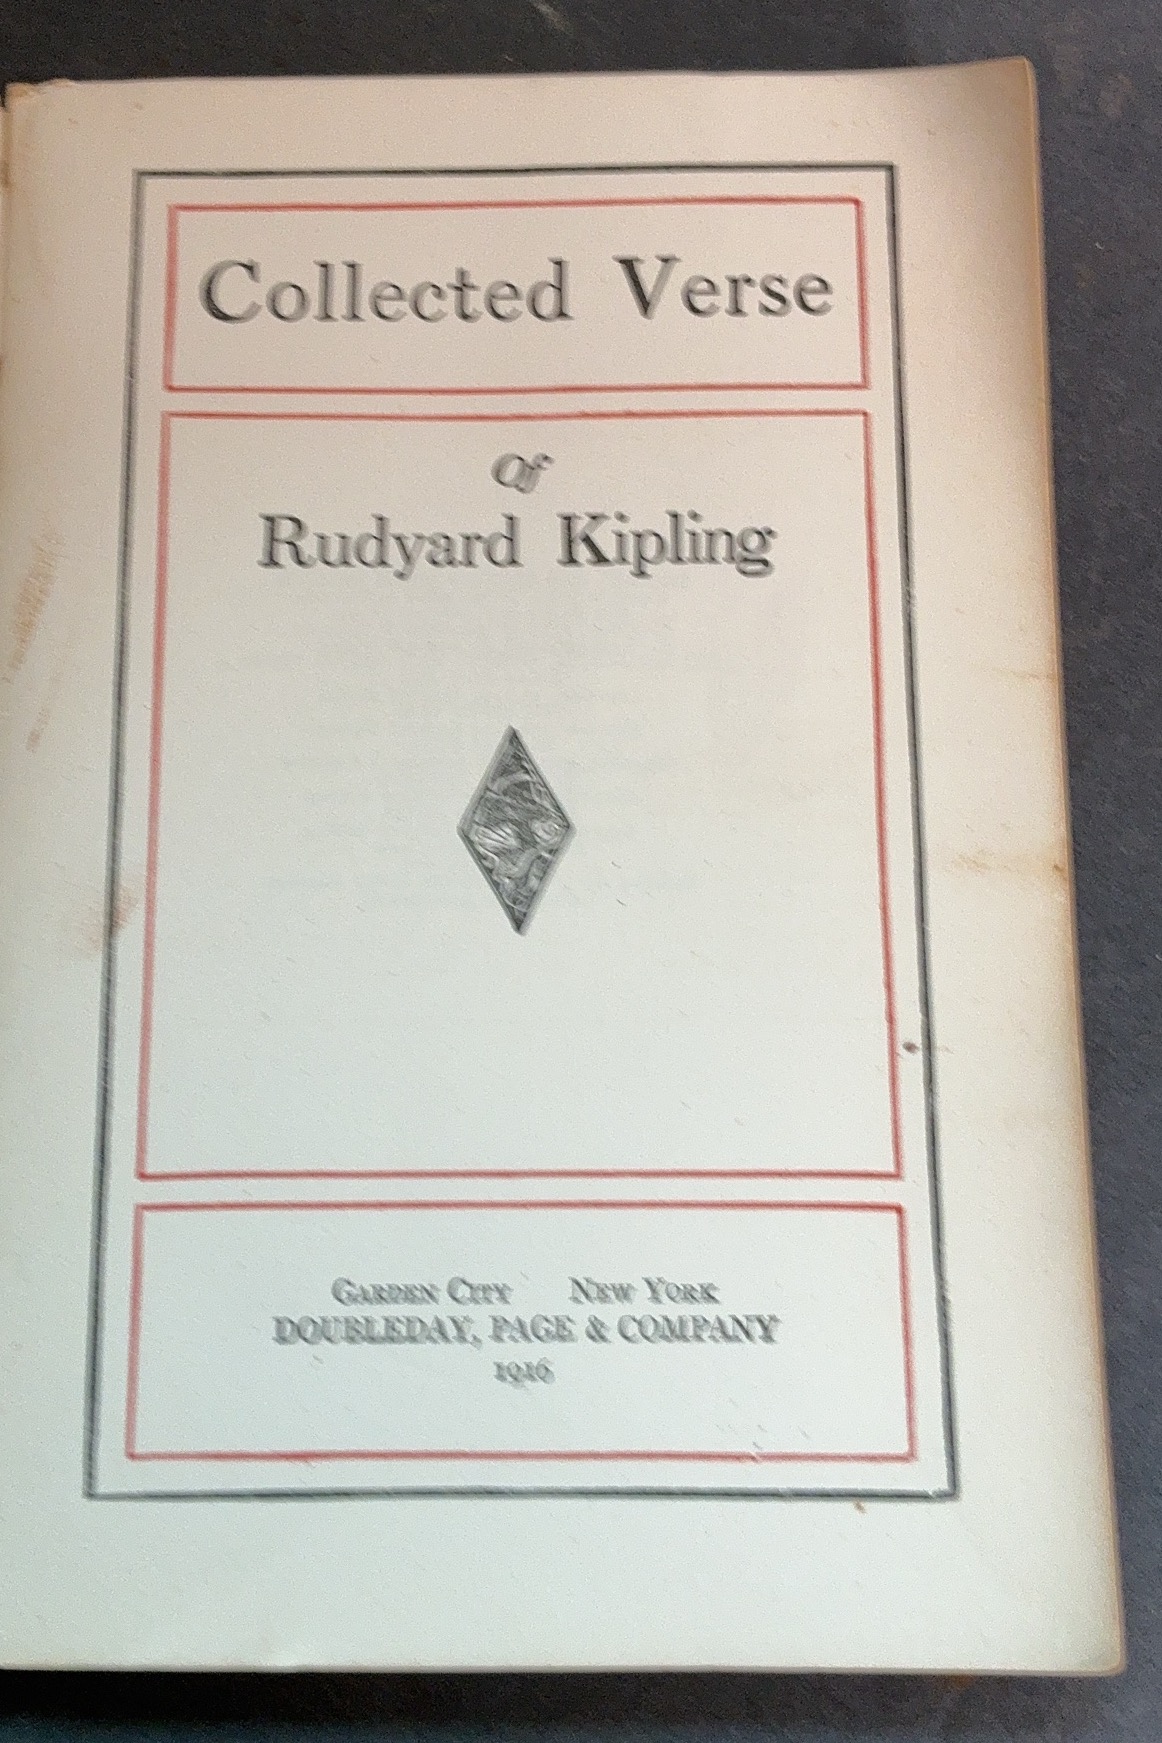 Collected Verse
Of
Rudyard Kipling
Garden City New York
DOUBLEDAY, PAGE & COMPANY
1916